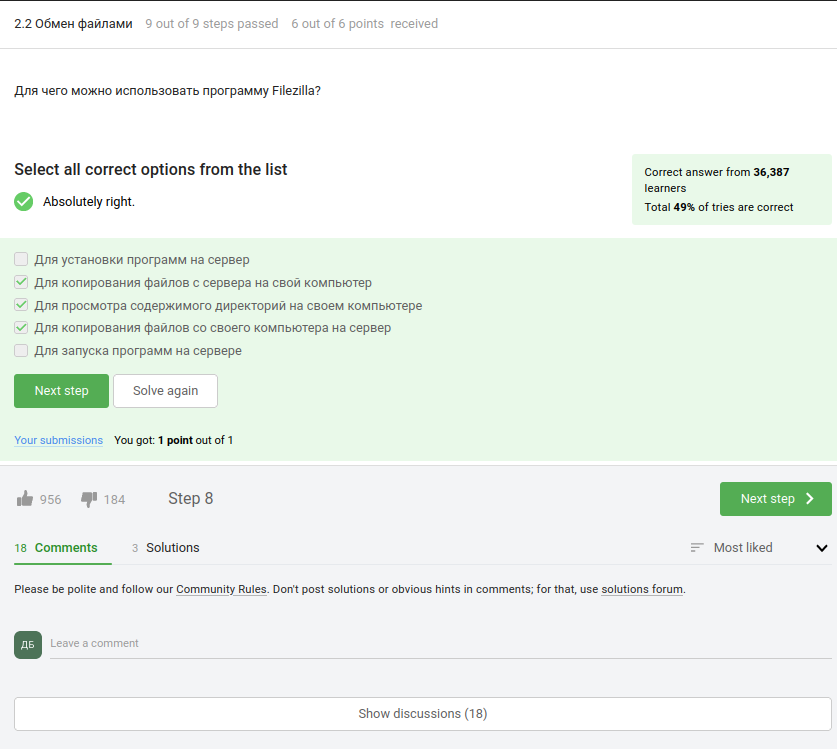 2.2 Обмен файлами 9 out of 9 steps passed 6 out of 6 points received
Для чего можно использовать программу Filezilla?
Select all correct options from the list
Absolutely right.
Correct answer from 36,387
learners
Total 49% of tries are correct
Для установки программ на сервер
Для копирования файлов с сервера на свой компьютер
Для просмотра содержимого директорий на своем компьютере
Для копирования файлов со своего компьютера на сервер
Для запуска программ на сервере
Next step Solve again
Your submissions You got: 1 point out of 1
956 184 Step 8 Next step
18 Comments 3 Solutions Most liked
Please be polite and follow our Community Rules. Don't post solutions or obvious hints in comments; for that, use solutions forum.
ДБ Leave a comment
Show discussions (18)